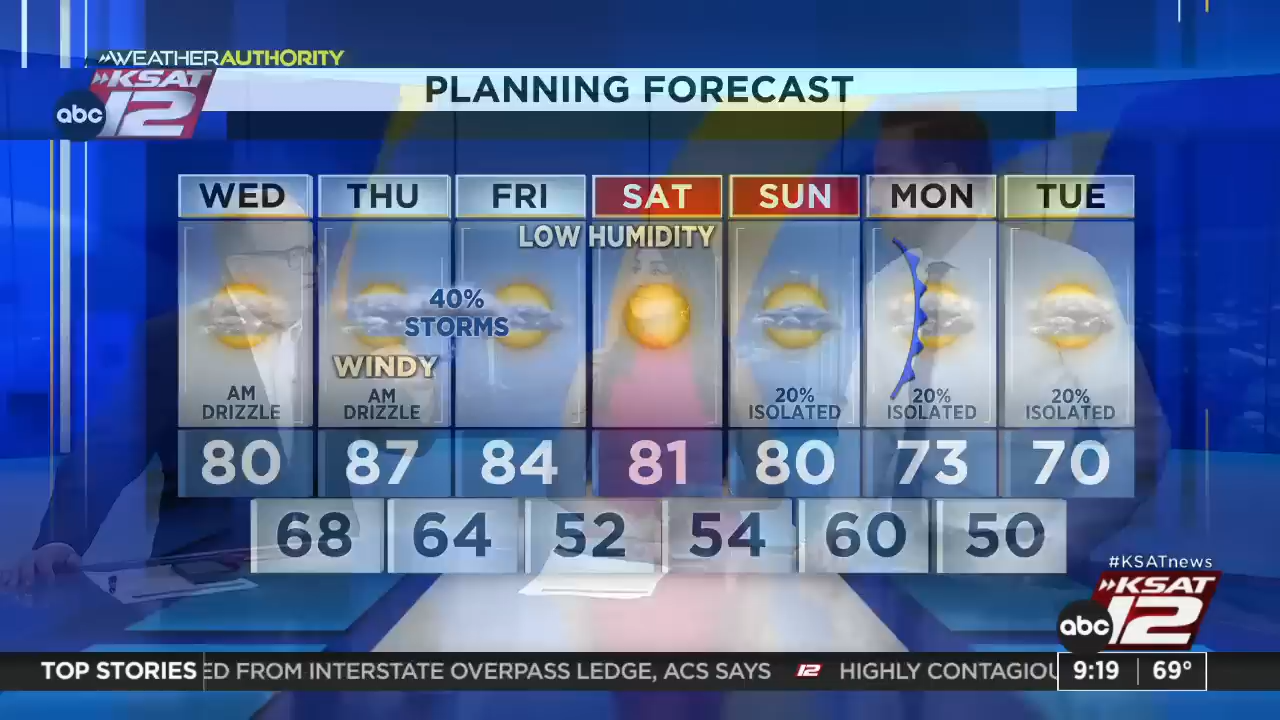 WEATHERAUTHORITY
KSAT
abc 12
PLANNING FORECAST
WED THU FRI SAT SUN MON TUE
LOW HUMIDITY
40%
STORMS
WINDY
AM
DRIZZLE
AM
DRIZZLE
20%
ISOLATED
20%
ISOLATED
20%
ISOLATED
80 87 84 81 80 73 70
68 64 52 54 60 50
#KSATnews
KSAT
abc 12
TOP STORIES ED FROM INTERSTATE OVERPASS LEDGE, ACS SAYS 12 HIGHLY CONTAGIOU 9:19 69°